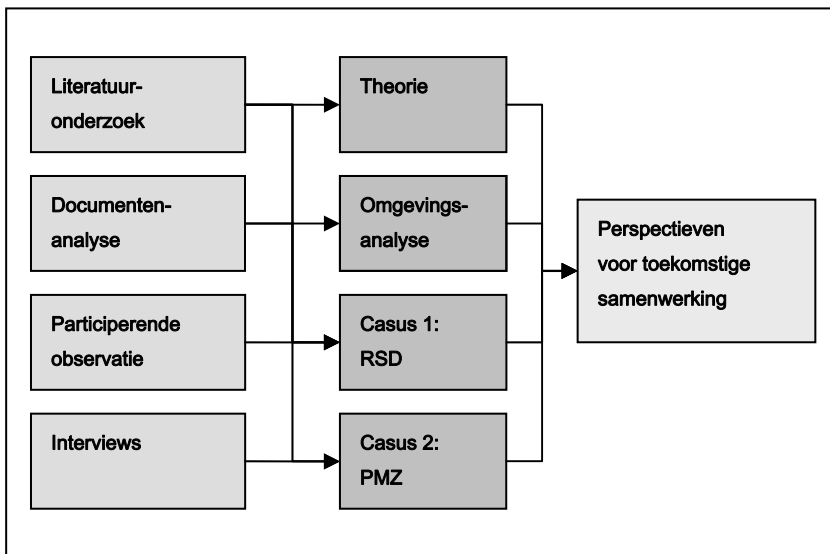 Literatuur-
onderzoek
Documenten-
analyse
Participerende
observatie
Interviews
Theorie
Omgevings-
analyse
Casus 1:
RSD
Casus 2:
PMZ
Perspectieven
voor toekomstige
samenwerking